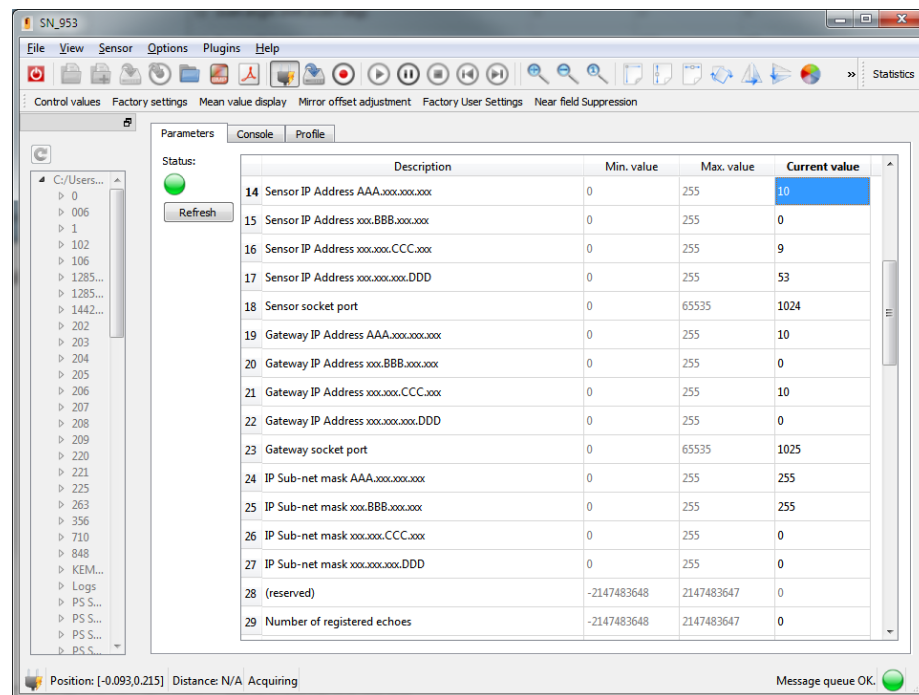 SN_953
File View Sensor Options Plugins Help
» Statistics
Control values Factory settings Mean value display Mirror offset adjustment Factory User Settings Near field Suppression
Parameters Console Profile
Status:
Refresh
C:/Users...
0
006
1
102
106
1285...
1285...
1442...
202
203
204
205
206
207
208
209
220
221
225
263
356
710
848
KEM...
Logs
PS S...
PS S...
PS S...
PS S...
Description Min. value Max. value Current value
14 Sensor IP Address AAA.xxx.xxx.xxx 0 255 10
15 Sensor IP Address xxx.BBB.xxx.xxx 0 255 0
16 Sensor IP Address xxx.xxx.CCC.xxx 0 255 9
17 Sensor IP Address xxx.xxx.xxx.DDD 0 255 53
18 Sensor socket port 0 65535 1024
19 Gateway IP Address AAA.xxx.xxx.xxx 0 255 10
20 Gateway IP Address xxx.BBB.xxx.xxx 0 255 0
21 Gateway IP Address xxx.xxx.CCC.xxx 0 255 10
22 Gateway IP Address xxx.xxx.xxx.DDD 0 255 0
23 Gateway socket port 0 65535 1025
24 IP Sub-net mask AAA.xxx.xxx.xxx 0 255 255
25 IP Sub-net mask xxx.BBB.xxx.xxx 0 255 255
26 IP Sub-net mask xxx.xxx.CCC.xxx 0 255 0
27 IP Sub-net mask xxx.xxx.xxx.DDD 0 255 0
28 (reserved) -2147483648 2147483647 0
29 Number of registered echoes -2147483648 2147483647 0
Position: [-0.093,0.215] Distance: N/A Acquiring Message queue OK.